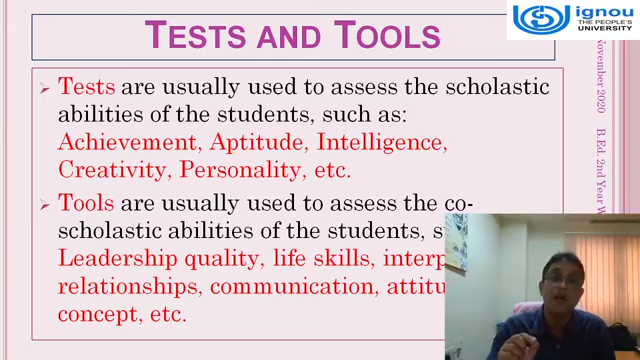 TESTS AND TOOLS
ignou
THE PEOPLE'S
UNIVERSITY
Tests are usually used to assess the scholastic
abilities of the students, such as:
Achievement, Aptitude, Intelligence,
Creativity, Personality, etc.
Tools are usually used to assess the co-
scholastic abilities of the students,
Leadership quality, life skills,
relationships, communication,
concept, etc.
November 2020
B.Ed. 2nd Year